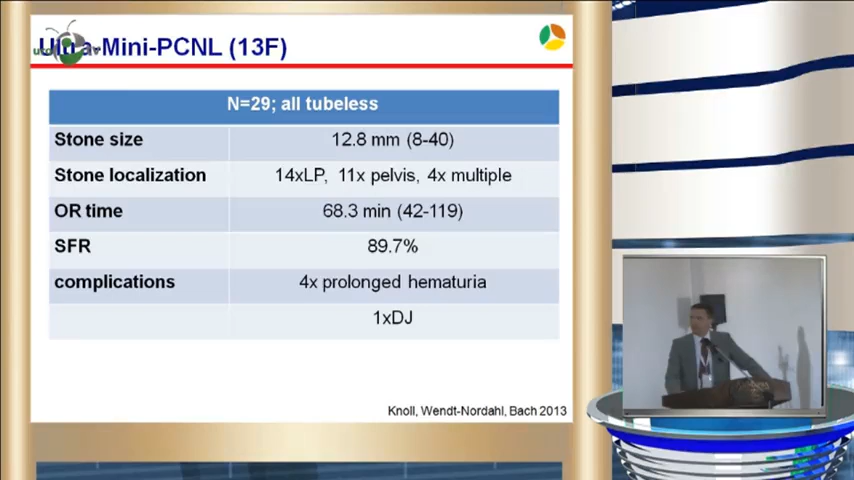 Ultra-Mini-PCNL (13F)
N=29; all tubeless
Stone size 12.8 mm (8-40)
Stone localization 14xLP, 11x pelvis, 4x multiple
OR time 68.3 min (42-119)
SFR 89.7%
complications 4x prolonged hematuria
1xDJ
Knoll, Wendt-Nordahl, Bach 2013